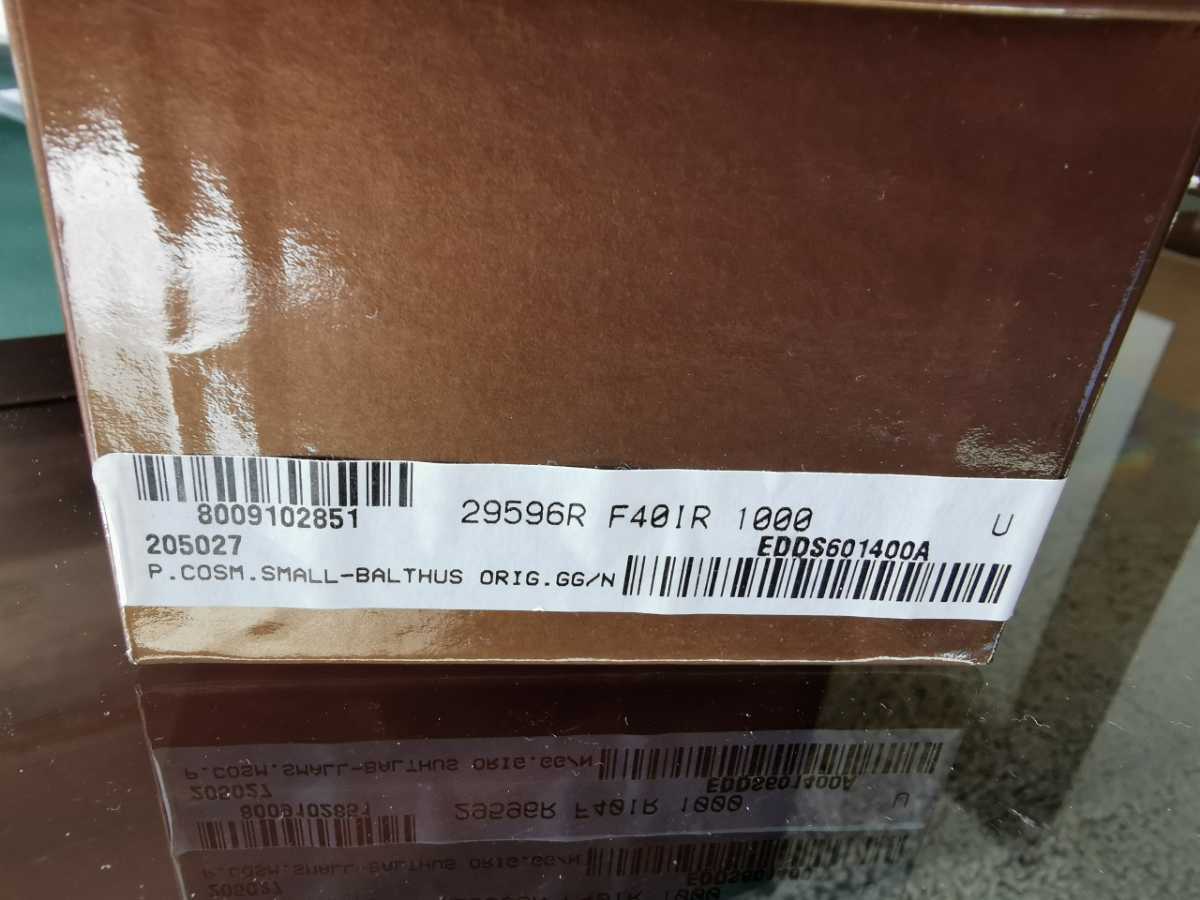 8009102851
29596R F40IR 1000 U
205027
EDDS601400A
P.COSM.SMALL-BALTHUS ORIG.GG/N